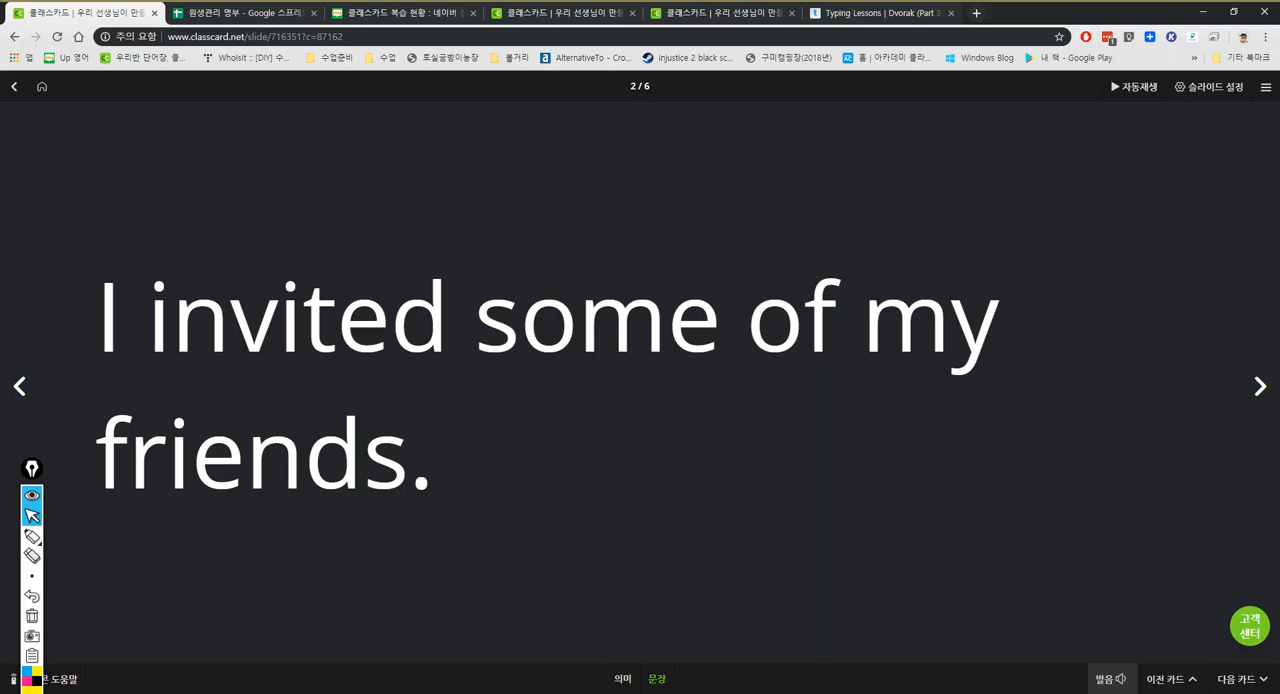 클래스카드 | 우리 선생님이 만든
원생관리 명부 - Google 스프레
클래스카드 복습 현황 : 네이버
클래스카드 | 우리 선생님이 만든
클래스카드 | 우리 선생님이 만든
Typing Lessons | Dvorak (Part 3
주의 요함 | www.classcard.net/slide/716351?c=87162
앱
Up 영어
우리반 단어장, 클...
WhoIsIt :: [DIY] 수...
수업준비
수업
토실굼벵이농장
볼거리
AlternativeTo - Cro...
injustice 2 black sc...
구미캠핑장(2018년)
홈 | 아카데미 클라...
Windows Blog
내 책 - Google Play
»
기타 북마크
2 / 6
자동재생
슬라이드 설정
I invited some of my
friends.
고객
센터
도움말
의미
문장
발음
이전 카드
다음 카드